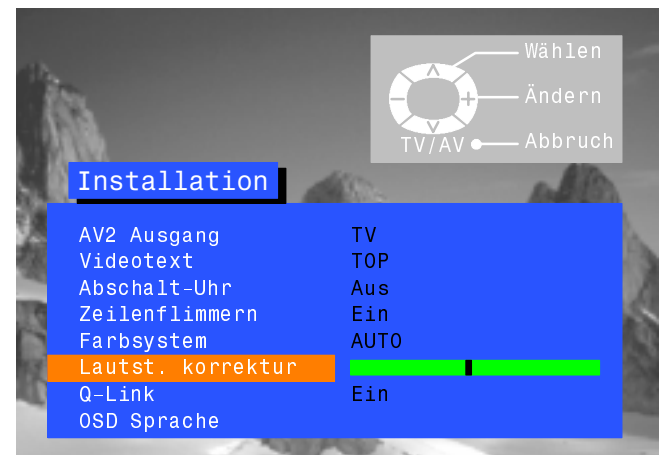 Wählen
Ändern
TV/AV Abbruch
Installation
AV2 Ausgang TV
Videotext TOP
Abschalt-Uhr Aus
Zeilenflimmern Ein
Farbsystem AUTO
Lautst. korrektur
Q-Link Ein
OSD Sprache